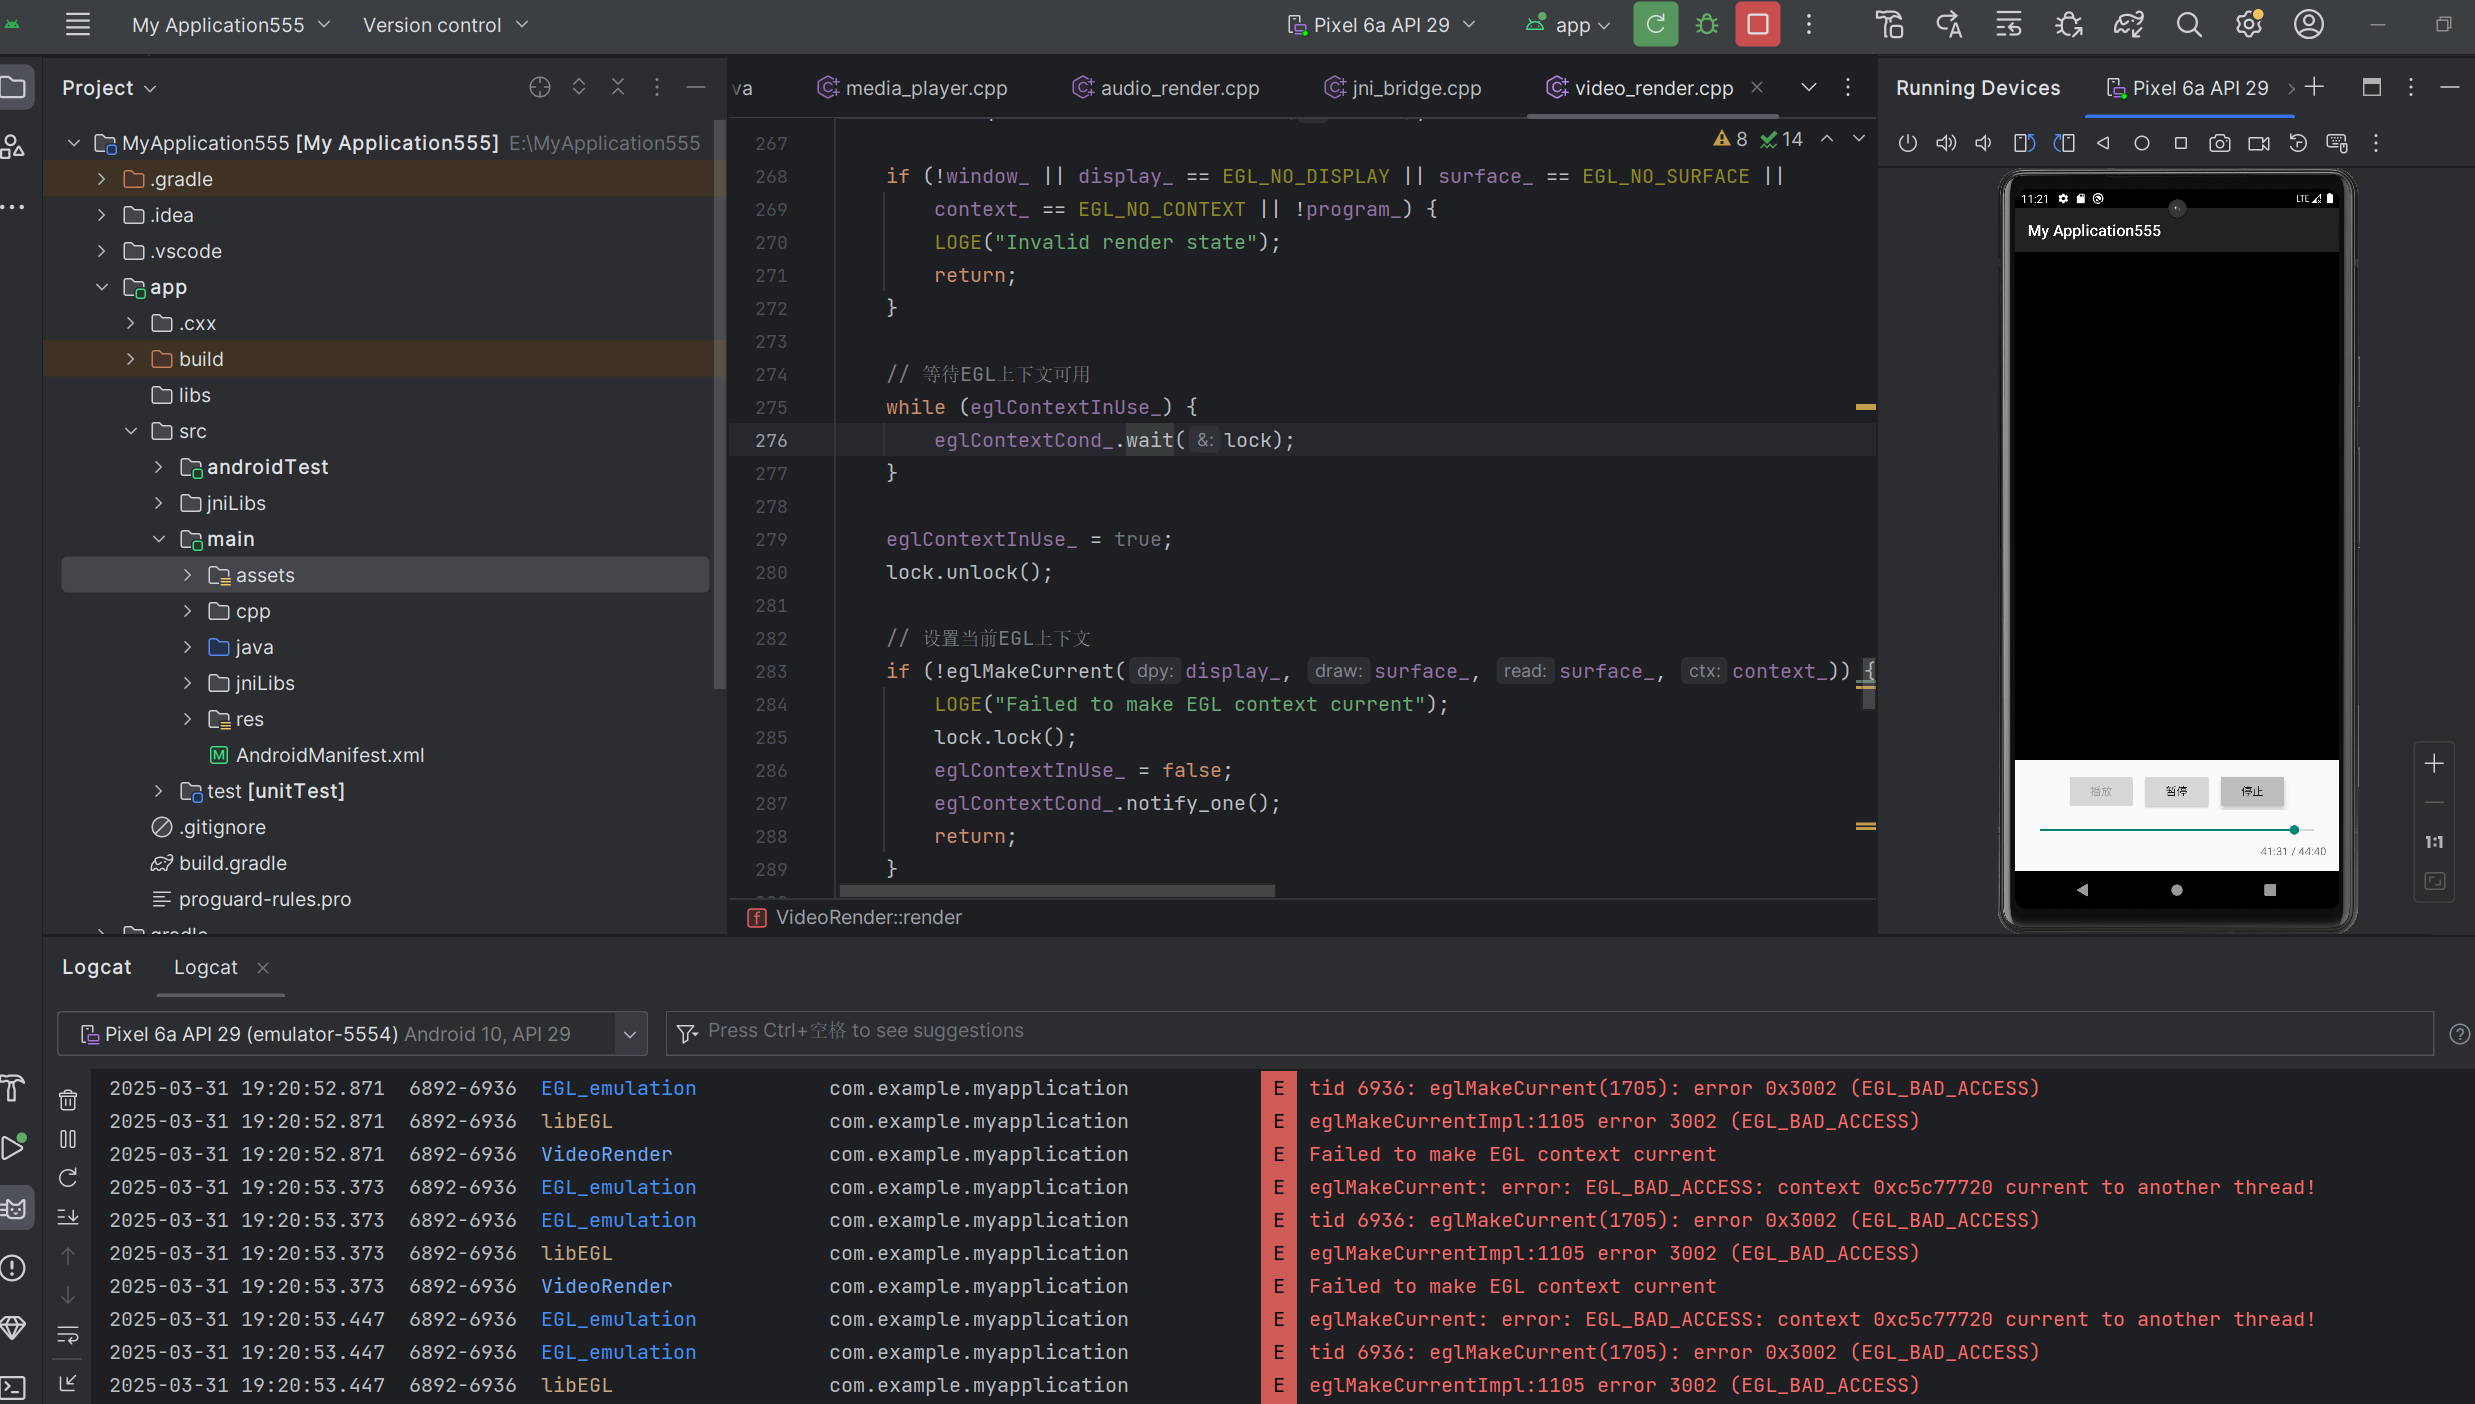 My Application555
Version control
Pixel 6a API 29
app
Project
va
media_player.cpp
audio_render.cpp
jni_bridge.cpp
video_render.cpp
Running Devices
Pixel 6a API 29
MyApplication555 [My Application555] E:\MyApplication555
.gradle
.idea
.vscode
app
.cxx
build
libs
src
androidTest
jniLibs
main
assets
cpp
java
jniLibs
res
AndroidManifest.xml
test [unitTest]
.gitignore
build.gradle
proguard-rules.pro
gradle
8 14
267
268 if (!window_ || display_ == EGL_NO_DISPLAY || surface_ == EGL_NO_SURFACE ||
269 context_ == EGL_NO_CONTEXT || !program_) {
270 LOGE("Invalid render state");
271 return;
272 }
273
274 // 等待EGL上下文可用
275 while (eglContextInUse_) {
276 eglContextCond_.wait( &: lock);
277 }
278
279 eglContextInUse_ = true;
280 lock.unlock();
281
282 // 设置当前EGL上下文
283 if (!eglMakeCurrent( dpy: display_, draw: surface_, read: surface_, ctx: context_)) {
284 LOGE("Failed to make EGL context current");
285 lock.lock();
286 eglContextInUse_ = false;
287 eglContextCond_.notify_one();
288 return;
289 }
VideoRender::render
11:21
LTE
My Application555
播放
暂停
停止
41:31 / 44:40
1:1
Logcat
Logcat
Pixel 6a API 29 (emulator-5554) Android 10, API 29
Press Ctrl+空格 to see suggestions
2025-03-31 19:20:52.871 6892-6936 EGL_emulation com.example.myapplication E tid 6936: eglMakeCurrent(1705): error 0x3002 (EGL_BAD_ACCESS)
2025-03-31 19:20:52.871 6892-6936 libEGL com.example.myapplication E eglMakeCurrentImpl:1105 error 3002 (EGL_BAD_ACCESS)
2025-03-31 19:20:52.871 6892-6936 VideoRender com.example.myapplication E Failed to make EGL context current
2025-03-31 19:20:53.373 6892-6936 EGL_emulation com.example.myapplication E eglMakeCurrent: error: EGL_BAD_ACCESS: context 0xc5c77720 current to another thread!
2025-03-31 19:20:53.373 6892-6936 EGL_emulation com.example.myapplication E tid 6936: eglMakeCurrent(1705): error 0x3002 (EGL_BAD_ACCESS)
2025-03-31 19:20:53.373 6892-6936 libEGL com.example.myapplication E eglMakeCurrentImpl:1105 error 3002 (EGL_BAD_ACCESS)
2025-03-31 19:20:53.373 6892-6936 VideoRender com.example.myapplication E Failed to make EGL context current
2025-03-31 19:20:53.447 6892-6936 EGL_emulation com.example.myapplication E eglMakeCurrent: error: EGL_BAD_ACCESS: context 0xc5c77720 current to another thread!
2025-03-31 19:20:53.447 6892-6936 EGL_emulation com.example.myapplication E tid 6936: eglMakeCurrent(1705): error 0x3002 (EGL_BAD_ACCESS)
2025-03-31 19:20:53.447 6892-6936 libEGL com.example.myapplication E eglMakeCurrentImpl:1105 error 3002 (EGL_BAD_ACCESS)